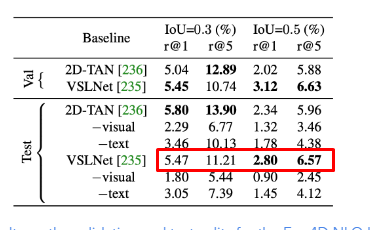 Baseline IoU=0.3 (%) IoU=0.5 (%)
r@1 r@5 r@1 r@5
Val
2D-TAN [236] 5.04 12.89 2.02 5.88
VSLNet [235] 5.45 10.74 3.12 6.63
Test
2D-TAN [236] 5.80 13.90 2.34 5.96
−visual 2.29 6.77 1.32 3.46
−text 3.46 10.13 1.78 4.38
VSLNet [235] 5.47 11.21 2.80 6.57
−visual 1.80 5.44 0.90 2.45
−text 3.05 7.39 1.45 4.12